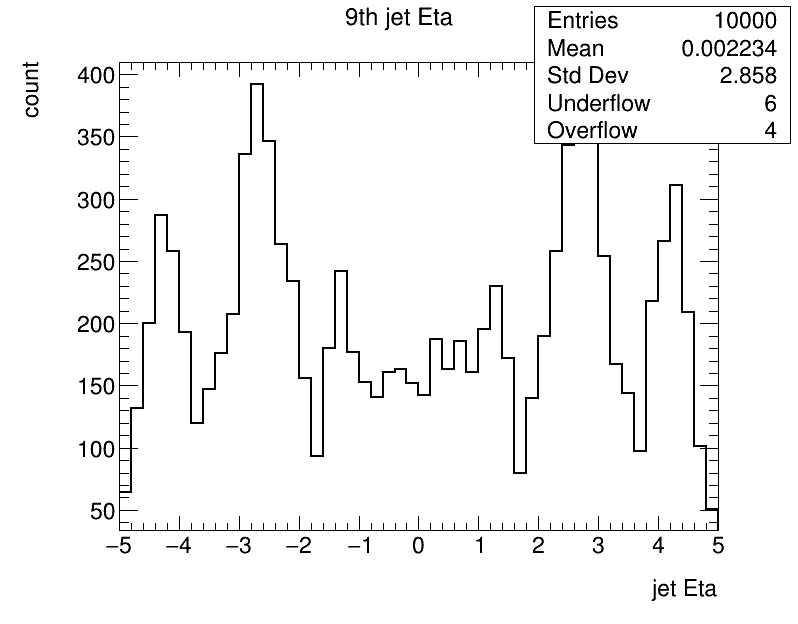 9th jet Eta
Entries 10000
Mean 0.002234
Std Dev 2.858
Underflow 6
Overflow 4
count
400
350
300
250
200
150
100
50
−5 −4 −3 −2 −1 0 1 2 3 4 5
jet Eta